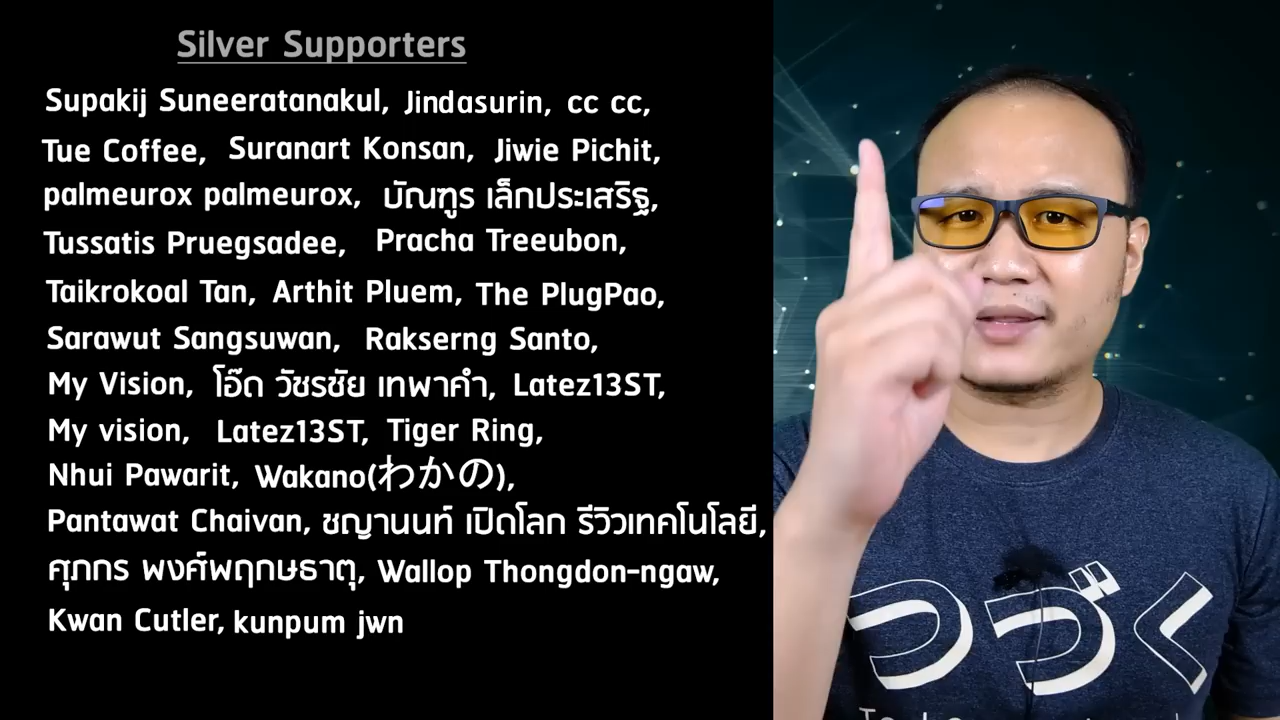 Silver Supporters
Supakij Suneeratanakul, Jindasurin, cc cc,
Tue Coffee, Suranart Konsan, Jiwie Pichit,
palmeurox palmeurox, บัณฑูร เล็กประเสริฐ,
Tussatis Pruegsadee, Pracha Treeubon,
Taikrokoal Tan, Arthit Pluem, The PlugPao,
Sarawut Sangsuwan, Rakserng Santo,
My Vision, โอ๊ด วัชรชัย เทพาคำ, Latez13ST,
My vision, Latez13ST, Tiger Ring,
Nhui Pawarit, Wakano(わかの),
Pantawat Chaivan, ชญานนท์ เปิดโลก รีวิวเทคโนโลยี,
ศุภกร พงศ์พฤกษธาตุ, Wallop Thongdon-ngaw,
Kwan Cutler, kunpum jwn
つづく